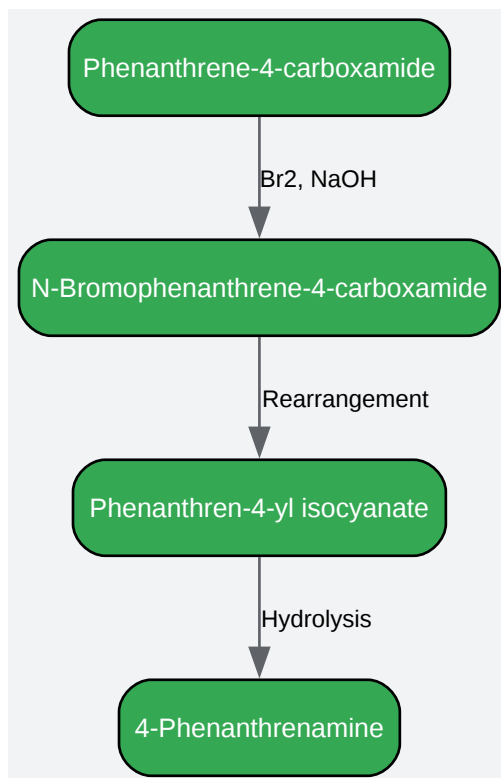 Phenanthrene-4-carboxamide
Br2, NaOH
N-Bromophenanthrene-4-carboxamide
Rearrangement
Phenanthren-4-yl isocyanate
Hydrolysis
4-Phenanthrenamine